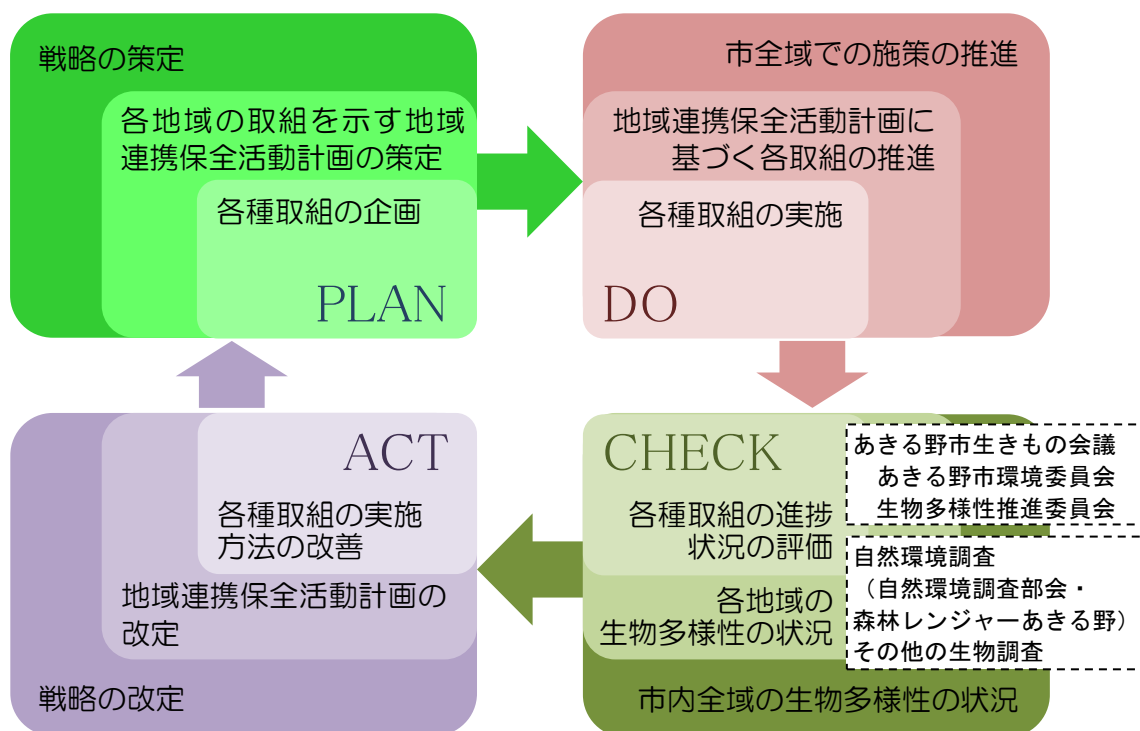 戦略の策定
各地域の取組を示す地域
連携保全活動計画の策定
各種取組の企画
PLAN
市全域での施策の推進
地域連携保全活動計画に
基づく各取組の推進
各種取組の実施
DO
CHECK
各種取組の進捗
状況の評価
各地域の
生物多様性の状況
市内全域の生物多様性の状況
あきる野市生きもの会議
あきる野市環境委員会
生物多様性推進委員会
自然環境調査
（自然環境調査部会・
森林レンジャーあきる野）
その他の生物調査
ACT
各種取組の実施
方法の改善
地域連携保全活動計画の
改定
戦略の改定